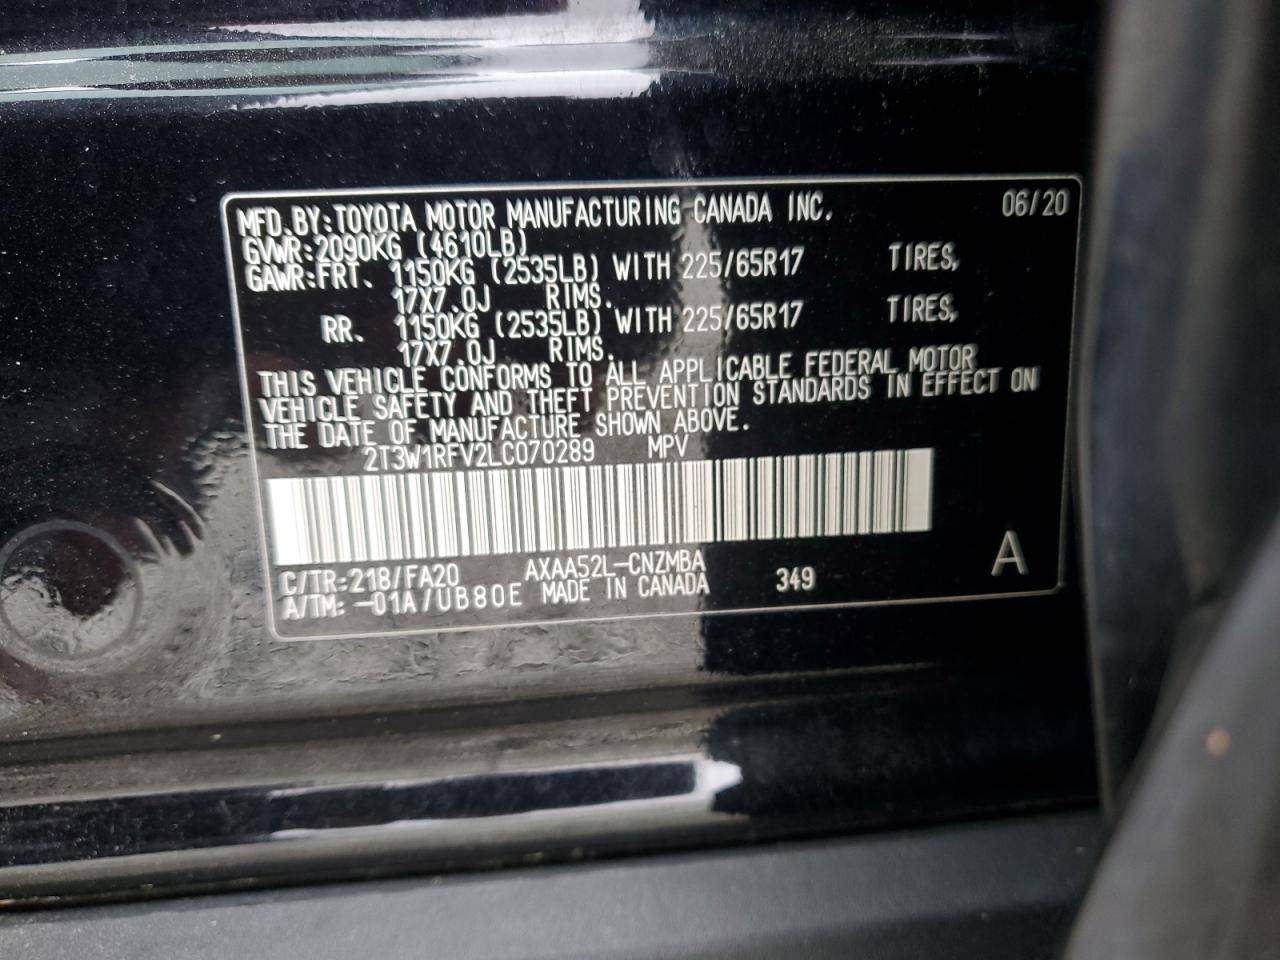 MFD.BY:TOYOTA MOTOR MANUFACTURING CANADA INC. 06/20
GVWR:2090KG (4610LB)
GAWR:FRT. 1150KG (2535LB) WITH 225/65R17 TIRES,
17X7.0J RIMS.
RR. 1150KG (2535LB) WITH 225/65R17 TIRES,
17X7.0J RIMS.
THIS VEHICLE CONFORMS TO ALL APPLICABLE FEDERAL MOTOR
VEHICLE SAFETY AND THEFT PREVENTION STANDARDS IN EFFECT ON
THE DATE OF MANUFACTURE SHOWN ABOVE.
2T3W1RFV2LC070289 MPV
C/TR:218/FA20 AXAA52L-CNZMBA
A/TM:-01A/UB80E MADE IN CANADA 349 A